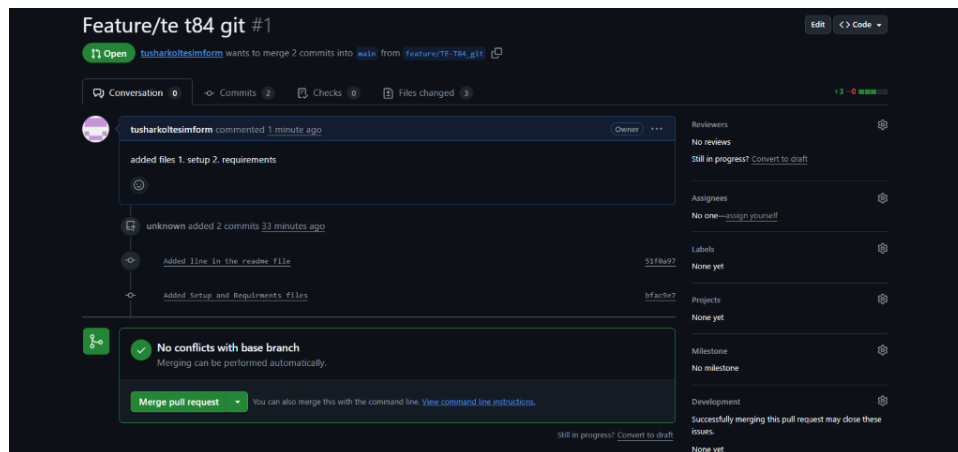 Feature/te t84 git #1
Edit
<> Code
Open
tusharkoltesimform wants to merge 2 commits into main from feature/TE-T84_git
Conversation 0
Commits 2
Checks 0
Files changed 3
+3 −0
tusharkoltesimform commented 1 minute ago
Owner
added files 1. setup 2. requirements
unknown added 2 commits 33 minutes ago
Added line in the readme file
51f0a97
Added Setup and Requirments files
bfac9e7
No conflicts with base branch
Merging can be performed automatically.
Merge pull request
You can also merge this with the command line. View command line instructions.
Still in progress? Convert to draft
Reviewers
No reviews
Still in progress? Convert to draft
Assignees
No one—assign yourself
Labels
None yet
Projects
None yet
Milestone
No milestone
Development
Successfully merging this pull request may close these
issues.
None yet